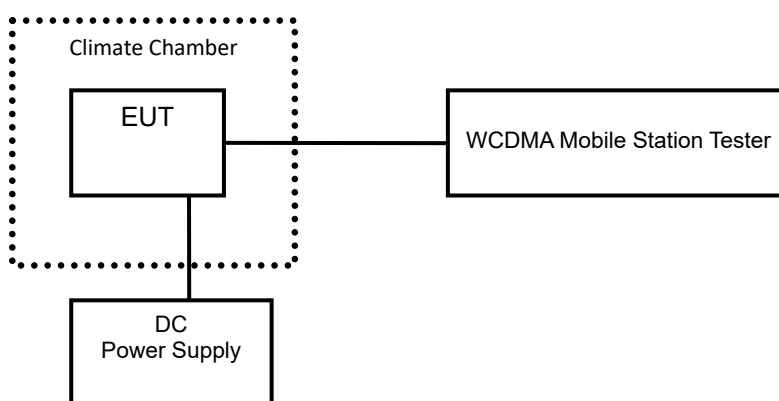 Climate Chamber
EUT
WCDMA Mobile Station Tester
DC
Power Supply